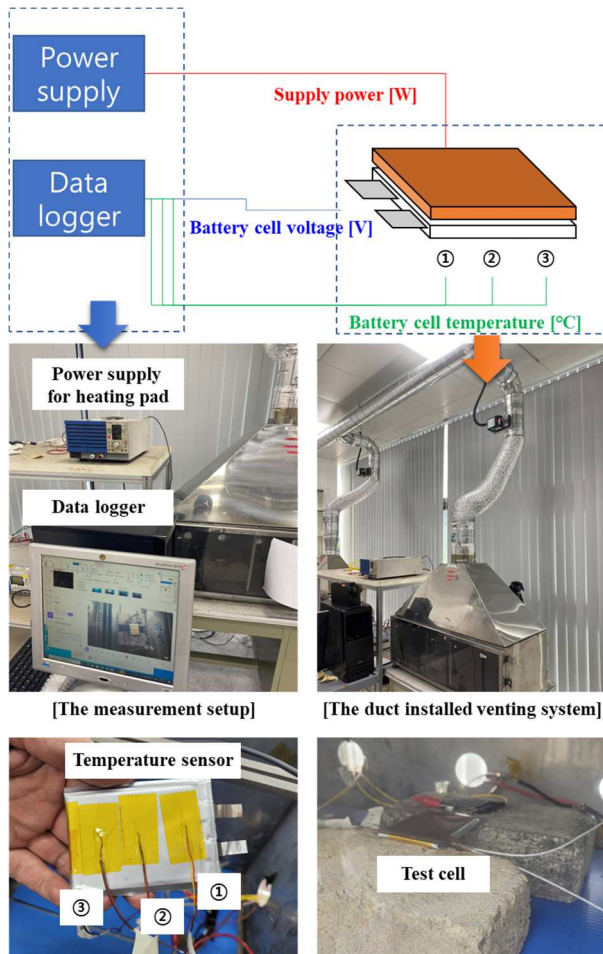 Power
supply
Supply power [W]
Data
logger
Battery cell voltage [V]
① ② ③
Battery cell temperature [℃]
Power supply
for heating pad
Data logger
[The measurement setup]
[The duct installed venting system]
Temperature sensor
①
②
③
Test cell